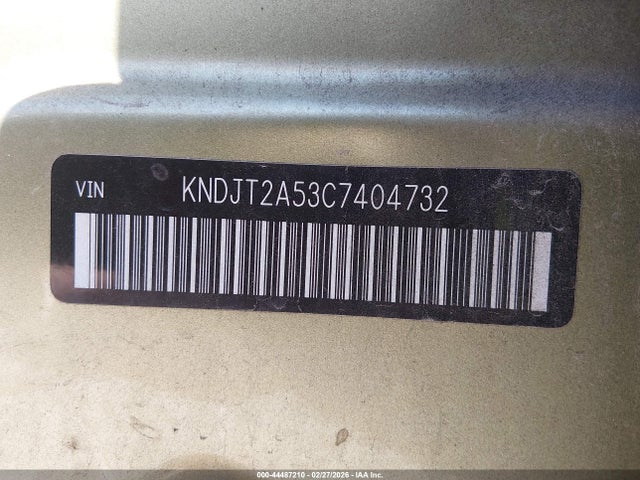 VIN KNDJT2A53C7404732
000-44487210 - 02/27/2026 - IAA Inc.